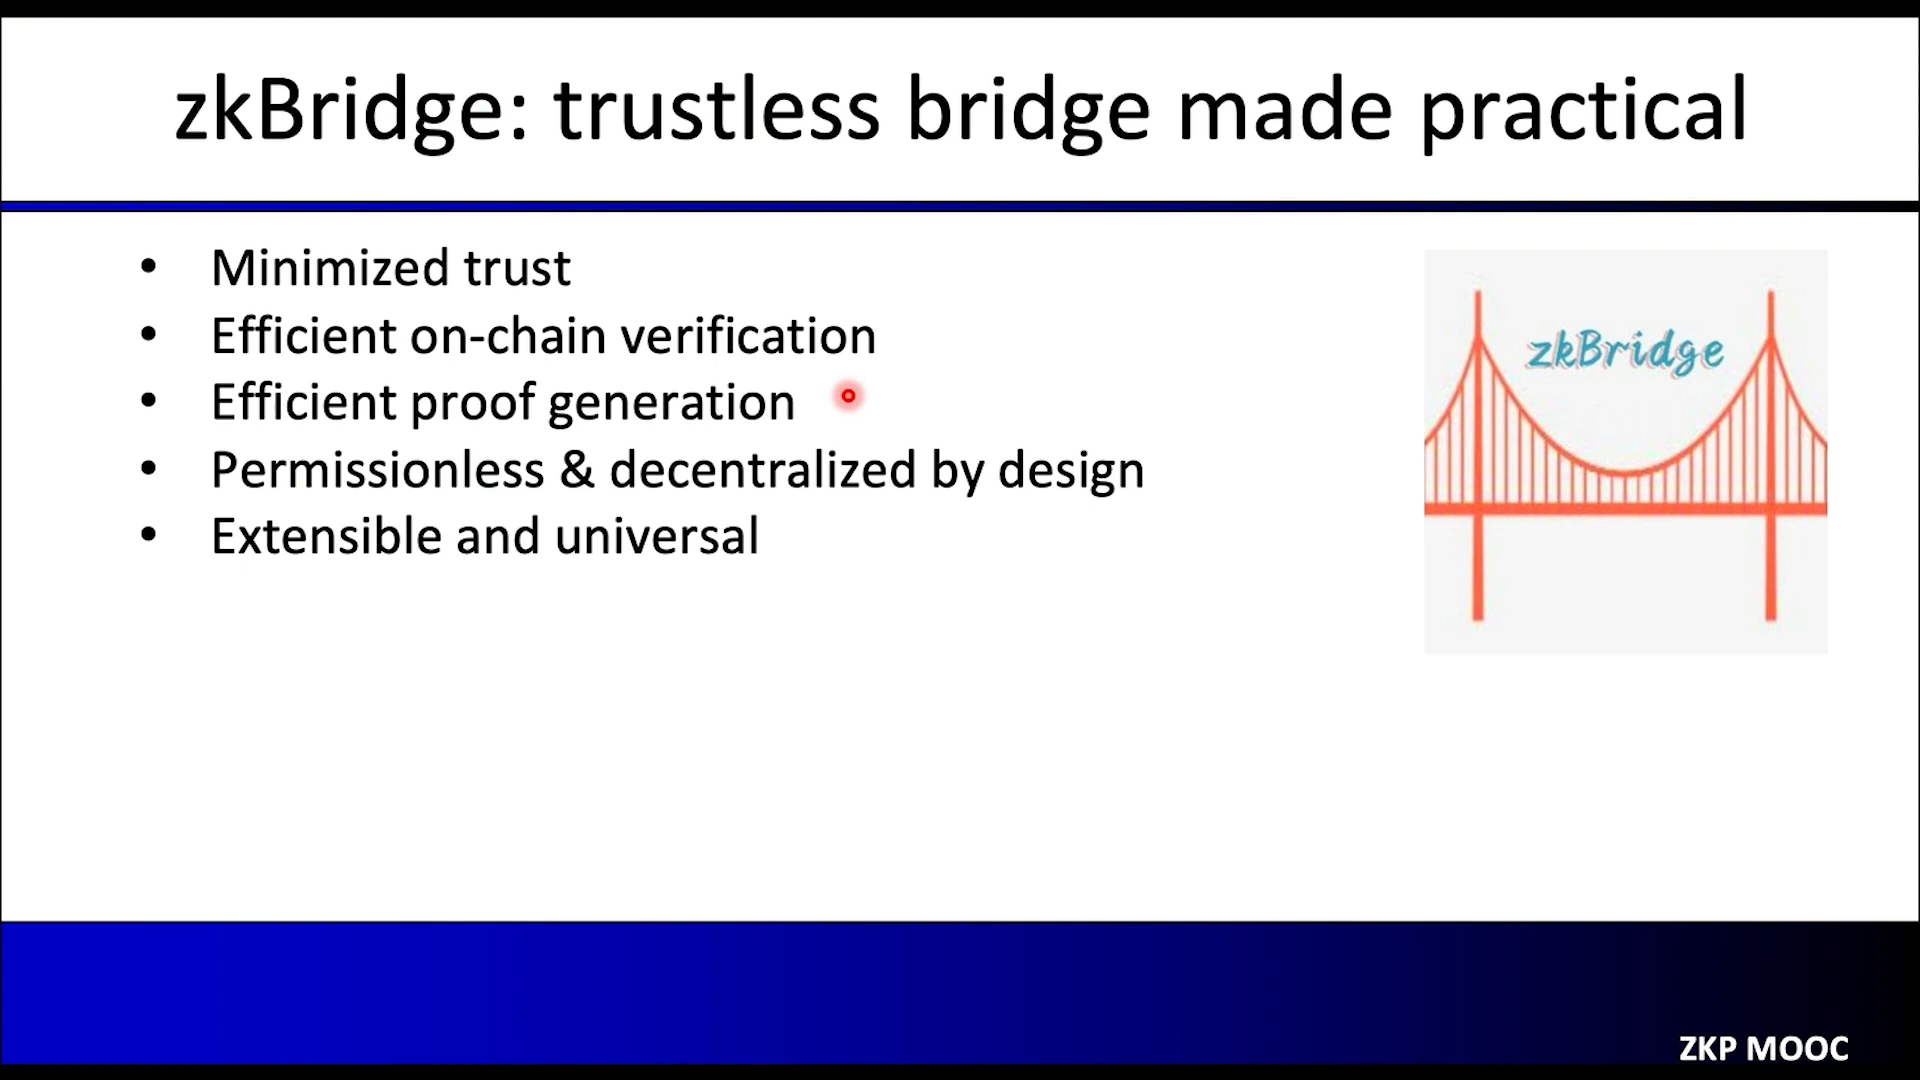 zkBridge: trustless bridge made practical
• Minimized trust
• Efficient on-chain verification
• Efficient proof generation
• Permissionless & decentralized by design
• Extensible and universal
zkBridge
ZKP MOOC